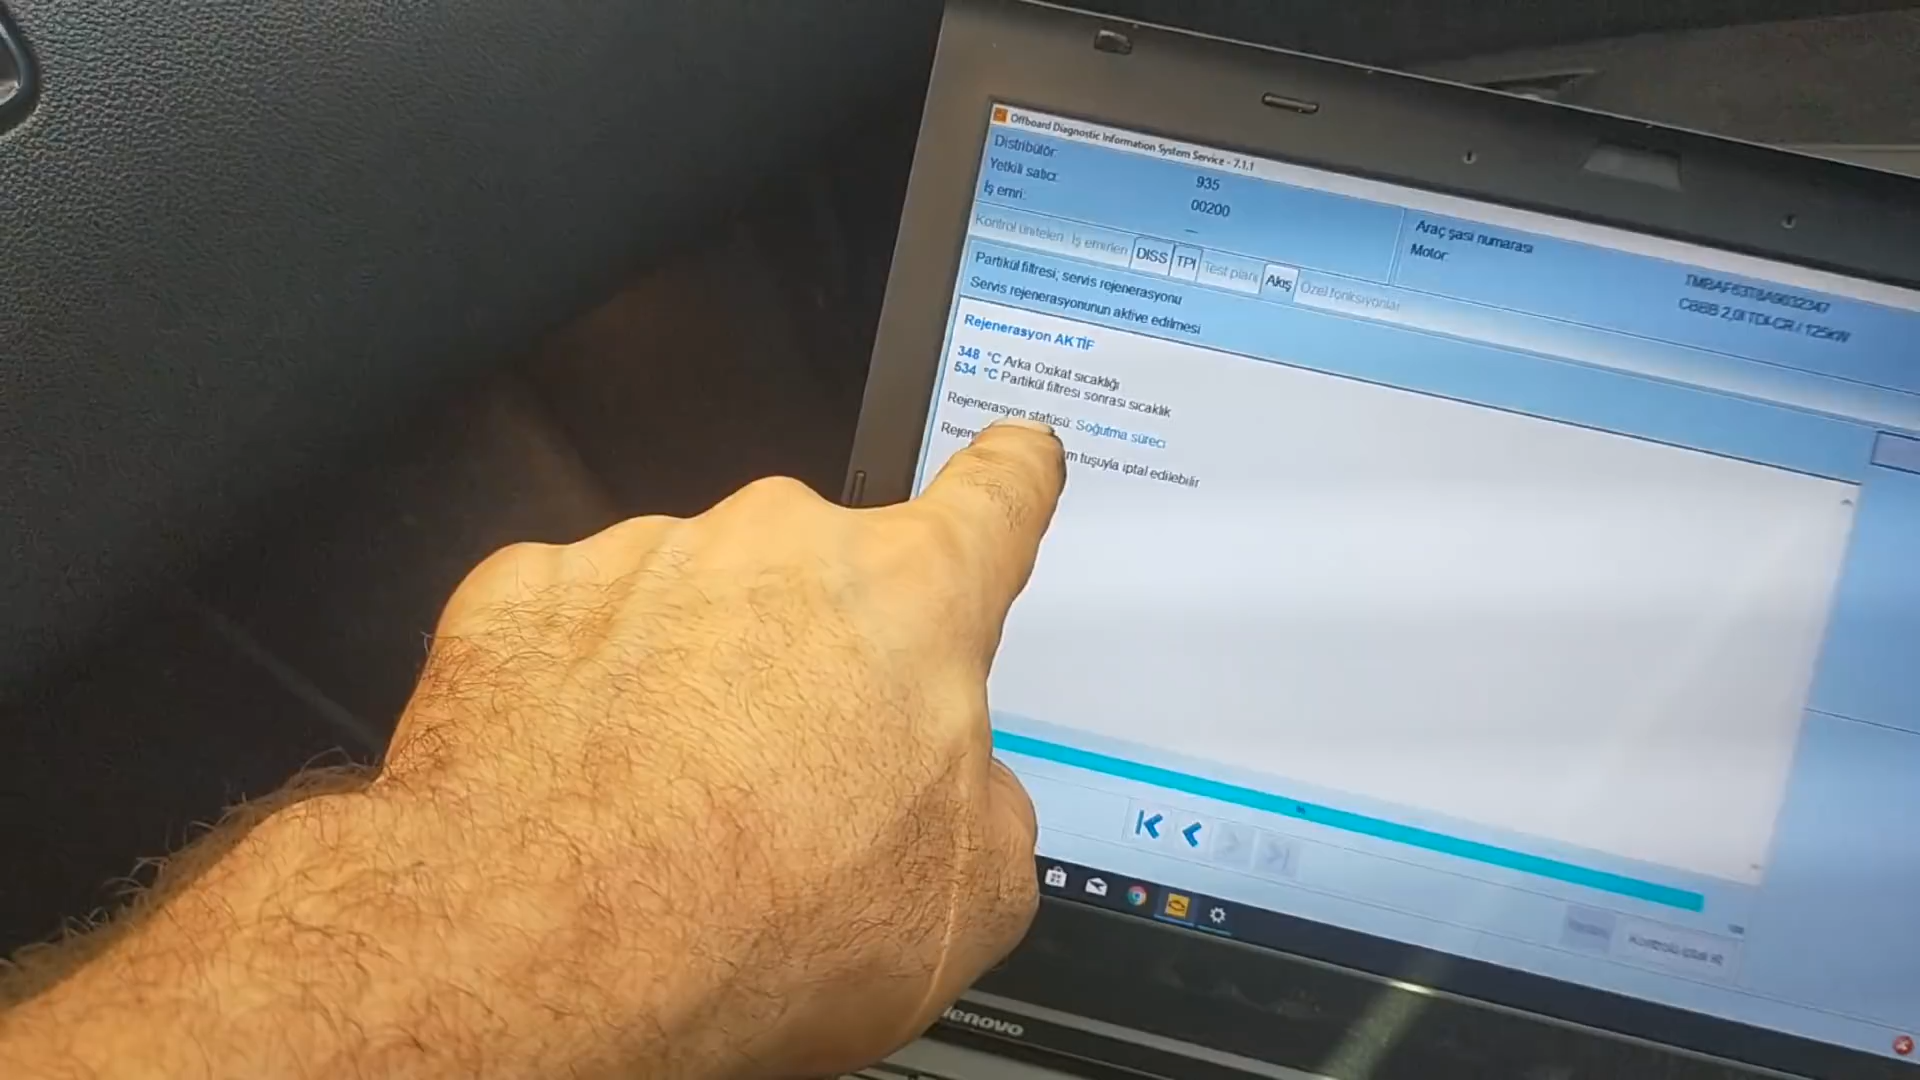 Offboard Diagnostic Information System Service - 7.1.1
Distribütör: 935
Yetkili satıcı: 00200
İş emri:
Araç şasi numarası TMBAF63T8A9032347
Motor: CBBB 2,0l TDI-CR / 125kW
Kontrol üniteleri İş emirleri DISS TPI Test planı Akış Özel fonksiyonlar
Partikül filtresi; servis rejenerasyonu
Servis rejenerasyonunun aktive edilmesi
Rejenerasyon AKTİF
348 °C Arka Oxikat sıcaklığı
534 °C Partikül filtresi sonrası sıcaklık
Rejenerasyon statüsü: Soğutma süreci
tuşuyla iptal edilebilir
lenovo